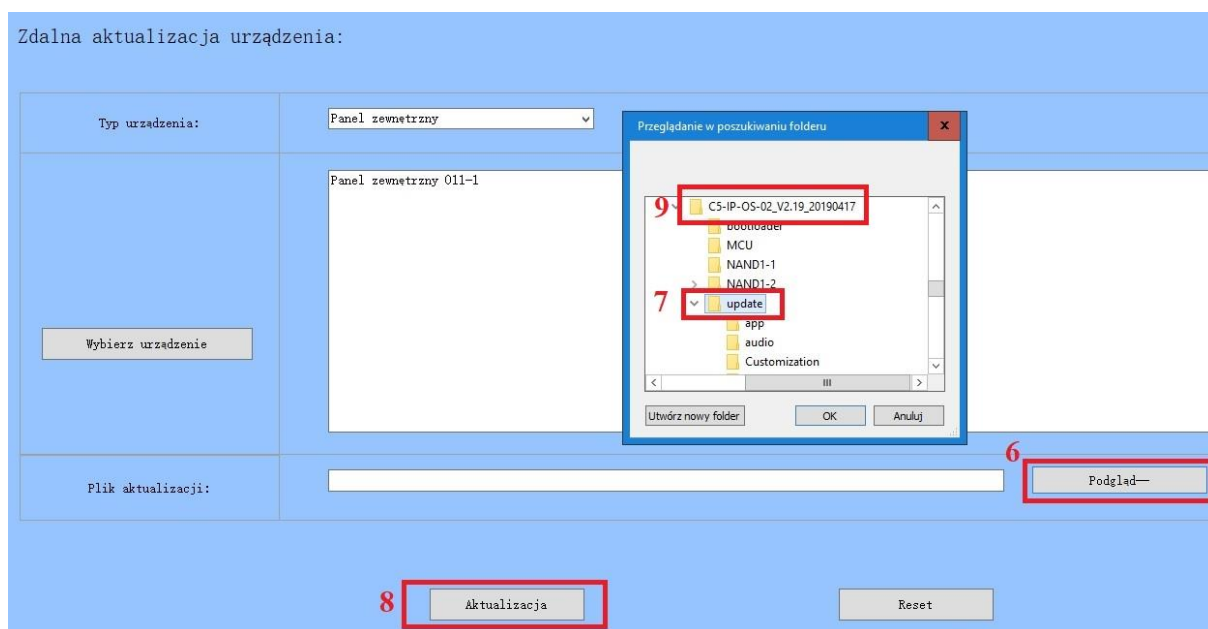 Zdalna aktualizacja urządzenia:
Typ urządzenia:
Panel zewnętrzny
Przeglądanie w poszukiwaniu folderu
x
Panel zewnętrzny 011-1
9
C5-IP-OS-02_V2.19_20190417
bootloader
MCU
NAND1-1
NAND1-2
7
update
app
audio
Customization
Wybierz urządzenie
Utwórz nowy folder
OK
Anuluj
6
Plik aktualizacji:
Podgląd—
8
Aktualizacja
Reset